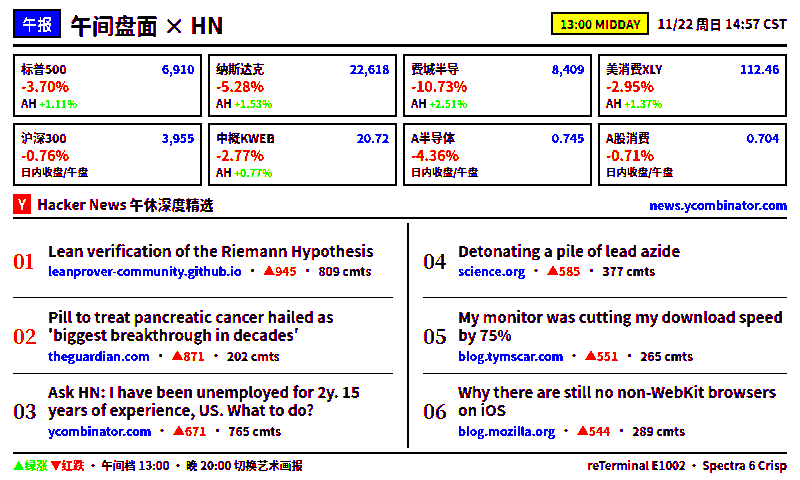 午报 午间盘面 × HN 13:00 MIDDAY 11/22 周日 14:57 CST
标普500 6,910
-3.70%
AH +1.11%
纳斯达克 22,618
-5.28%
AH +1.53%
费城半导 8,409
-10.73%
AH +2.51%
美消费XLY 112.46
-2.95%
AH +1.37%
沪深300 3,955
-0.76%
日内收盘/午盘
中概KWEB 20.72
-2.77%
AH +0.77%
A半导体 0.745
-4.36%
日内收盘/午盘
A股消费 0.704
-0.71%
日内收盘/午盘
Y Hacker News 午休深度精选 news.ycombinator.com
01 Lean verification of the Riemann Hypothesis
leanprover-community.github.io • ▲945 • 809 cmts
02 Pill to treat pancreatic cancer hailed as
'biggest breakthrough in decades'
theguardian.com • ▲871 • 202 cmts
03 Ask HN: I have been unemployed for 2y. 15
years of experience, US. What to do?
ycombinator.com • ▲671 • 765 cmts
04 Detonating a pile of lead azide
science.org • ▲585 • 377 cmts
05 My monitor was cutting my download speed
by 75%
blog.tymscar.com • ▲551 • 265 cmts
06 Why there are still no non-WebKit browsers
on iOS
blog.mozilla.org • ▲544 • 289 cmts
▲绿涨 ▼红跌 • 午间档 13:00 • 晚 20:00 切换艺术画报
reTerminal E1002 • Spectra 6 Crisp